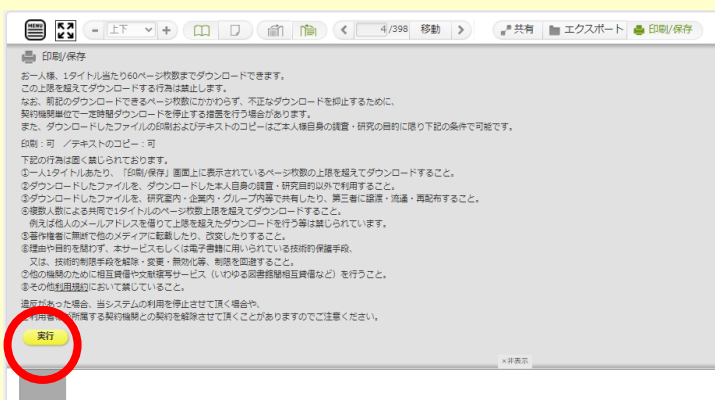 MENU
- 上下 +
4/398 移動
共有 エクスポート 印刷/保存
印刷/保存
お一人様、1タイトル当たり60ページ枚数までダウンロードできます。
この上限を超えてダウンロードする行為は禁止します。
なお、前記のダウンロードできるページ枚数にかかわらず、不正なダウンロードを抑止するために、
契約機関単位で一定時間ダウンロードを停止する措置を行う場合があります。
また、ダウンロードしたファイルの印刷およびテキストのコピーはご本人様自身の調査・研究の目的に限り下記の条件で可能です。
印刷：可 ／テキストのコピー：可
下記の行為は固く禁じられております。
①一人1タイトルあたり、「印刷/保存」画面上に表示されているページ枚数の上限を超えてダウンロードすること。
②ダウンロードしたファイルを、ダウンロードした本人自身の調査・研究目的以外で利用すること。
③ダウンロードしたファイルを、研究室内・企業内・グループ内等で共有したり、第三者に譲渡・流通・再配布すること。
④複数人数による共同で1タイトルのページ枚数上限を超えてダウンロードすること。
例えば他人のメールアドレスを借りて上限を超えたダウンロードを行う等は禁じられています。
⑤著作権者に無断で他のメディアに転載したり、改変したりすること。
⑥理由や目的を問わず、本サービスもしくは電子書籍に用いられている技術的保護手段、
又は、技術的制限手段を解除・変更・無効化等、制限を回避すること。
⑦他の機関のために相互貸借や文献複写サービス（いわゆる図書館間相互貸借など）を行うこと。
⑧その他利用規約において禁じていること。
違反があった場合、当システムの利用を停止させて頂く場合や、
ご利用者様が所属する契約機関との契約を解除させて頂くことがありますのでご注意ください。
実行
×非表示